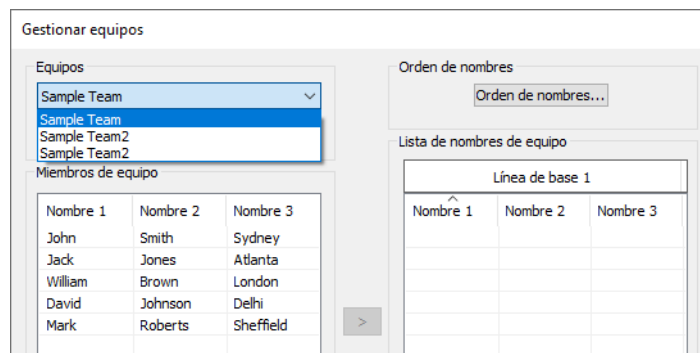 Gestionar equipos
Equipos
Sample Team
Sample Team
Sample Team2
Sample Team2
Miembros de equipo
Nombre 1 Nombre 2 Nombre 3
John Smith Sydney
Jack Jones Atlanta
William Brown London
David Johnson Delhi
Mark Roberts Sheffield
>
Orden de nombres
Orden de nombres...
Lista de nombres de equipo
Línea de base 1
Nombre 1 Nombre 2 Nombre 3